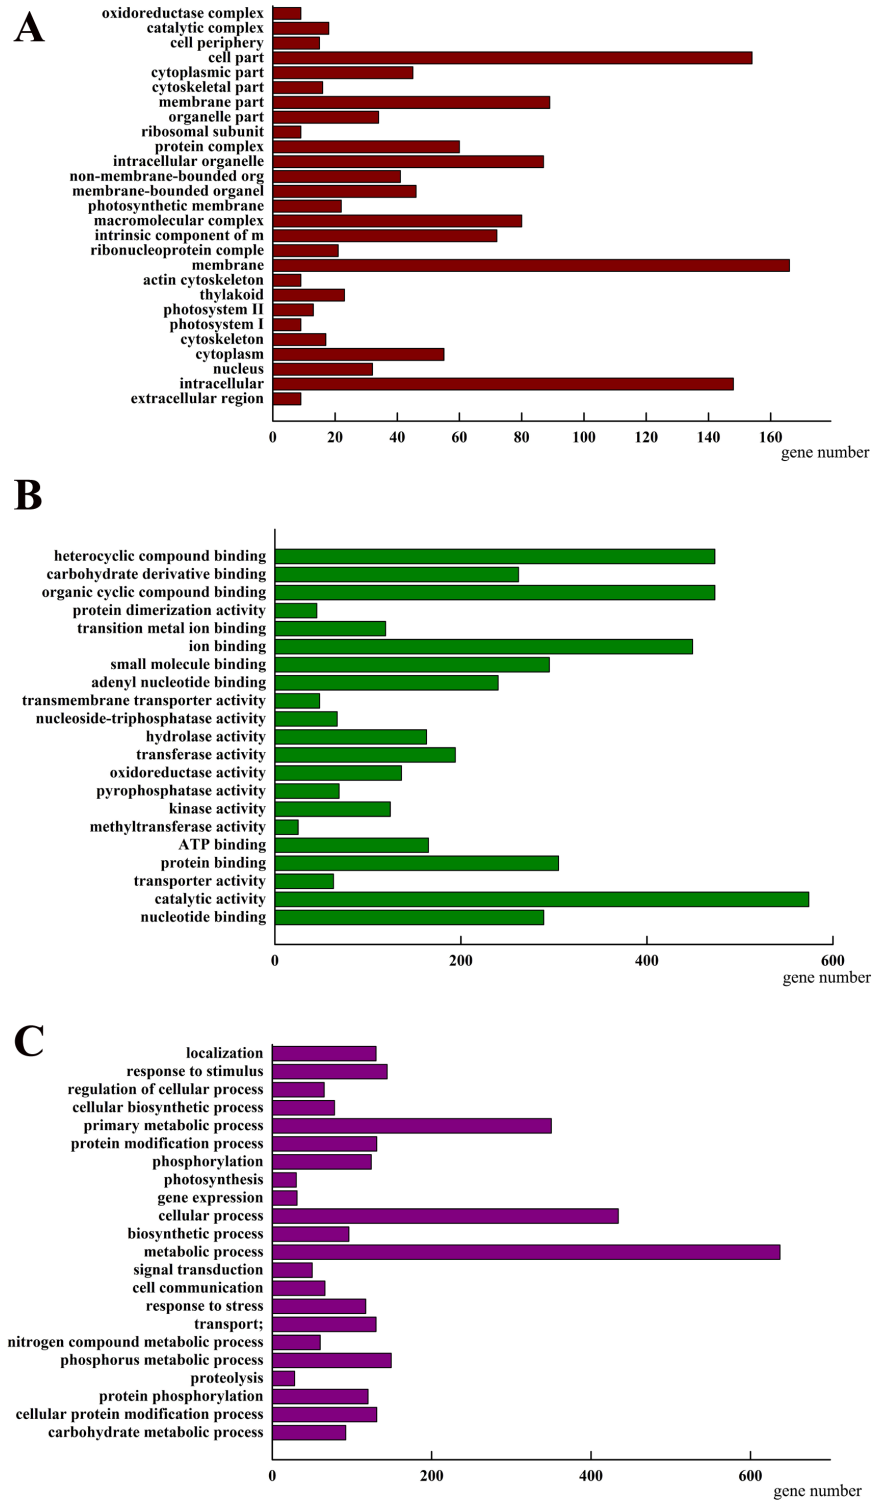 A
oxidoreductase complex
catalytic complex
cell periphery
cell part
cytoplasmic part
cytoskeletal part
membrane part
organelle part
ribosomal subunit
protein complex
intracellular organelle
non-membrane-bounded org
membrane-bounded organel
photosynthetic membrane
macromolecular complex
intrinsic component of m
ribonucleoprotein comple
membrane
actin cytoskeleton
thylakoid
photosystem II
photosystem I
cytoskeleton
cytoplasm
nucleus
intracellular
extracellular region
0 20 40 60 80 100 120 140 160
gene number
B
heterocyclic compound binding
carbohydrate derivative binding
organic cyclic compound binding
protein dimerization activity
transition metal ion binding
ion binding
small molecule binding
adenyl nucleotide binding
transmembrane transporter activity
nucleoside-triphosphatase activity
hydrolase activity
transferase activity
oxidoreductase activity
pyrophosphatase activity
kinase activity
methyltransferase activity
ATP binding
protein binding
transporter activity
catalytic activity
nucleotide binding
0 200 400 600
gene number
C
localization
response to stimulus
regulation of cellular process
cellular biosynthetic process
primary metabolic process
protein modification process
phosphorylation
photosynthesis
gene expression
cellular process
biosynthetic process
metabolic process
signal transduction
cell communication
response to stress
transport;
nitrogen compound metabolic process
phosphorus metabolic process
proteolysis
protein phosphorylation
cellular protein modification process
carbohydrate metabolic process
0 200 400 600
gene number